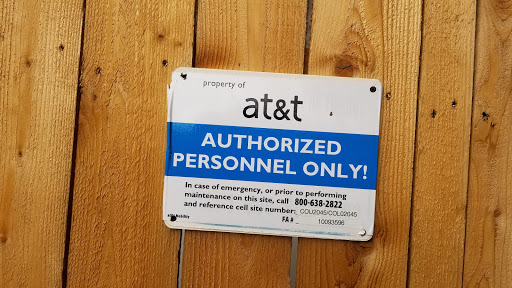 property of
at&t
AUTHORIZED
PERSONNEL ONLY!
In case of emergency, or prior to performing
maintenance on this site, call 800-638-2822
and reference cell site number: COU2045/COL02045
FA # 10093596